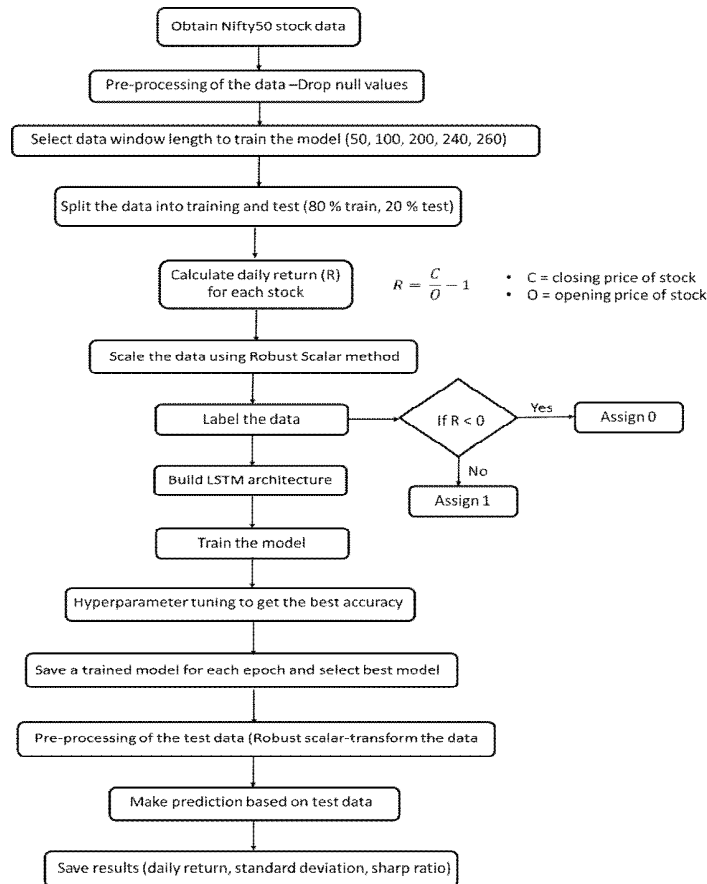 Obtain Nifty50 stock data
Pre-processing of the data –Drop null values
Select data window length to train the model (50, 100, 200, 240, 260)
Split the data into training and test (80 % train, 20 % test)
Calculate daily return (R)
for each stock
R = C/O − 1
• C = closing price of stock
• O = opening price of stock
Scale the data using Robust Scalar method
Label the data
If R < 0
Yes
Assign 0
No
Assign 1
Build LSTM architecture
Train the model
Hyperparameter tuning to get the best accuracy
Save a trained model for each epoch and select best model
Pre-processing of the test data (Robust scalar-transform the data
Make prediction based on test data
Save results (daily return, standard deviation, sharp ratio)